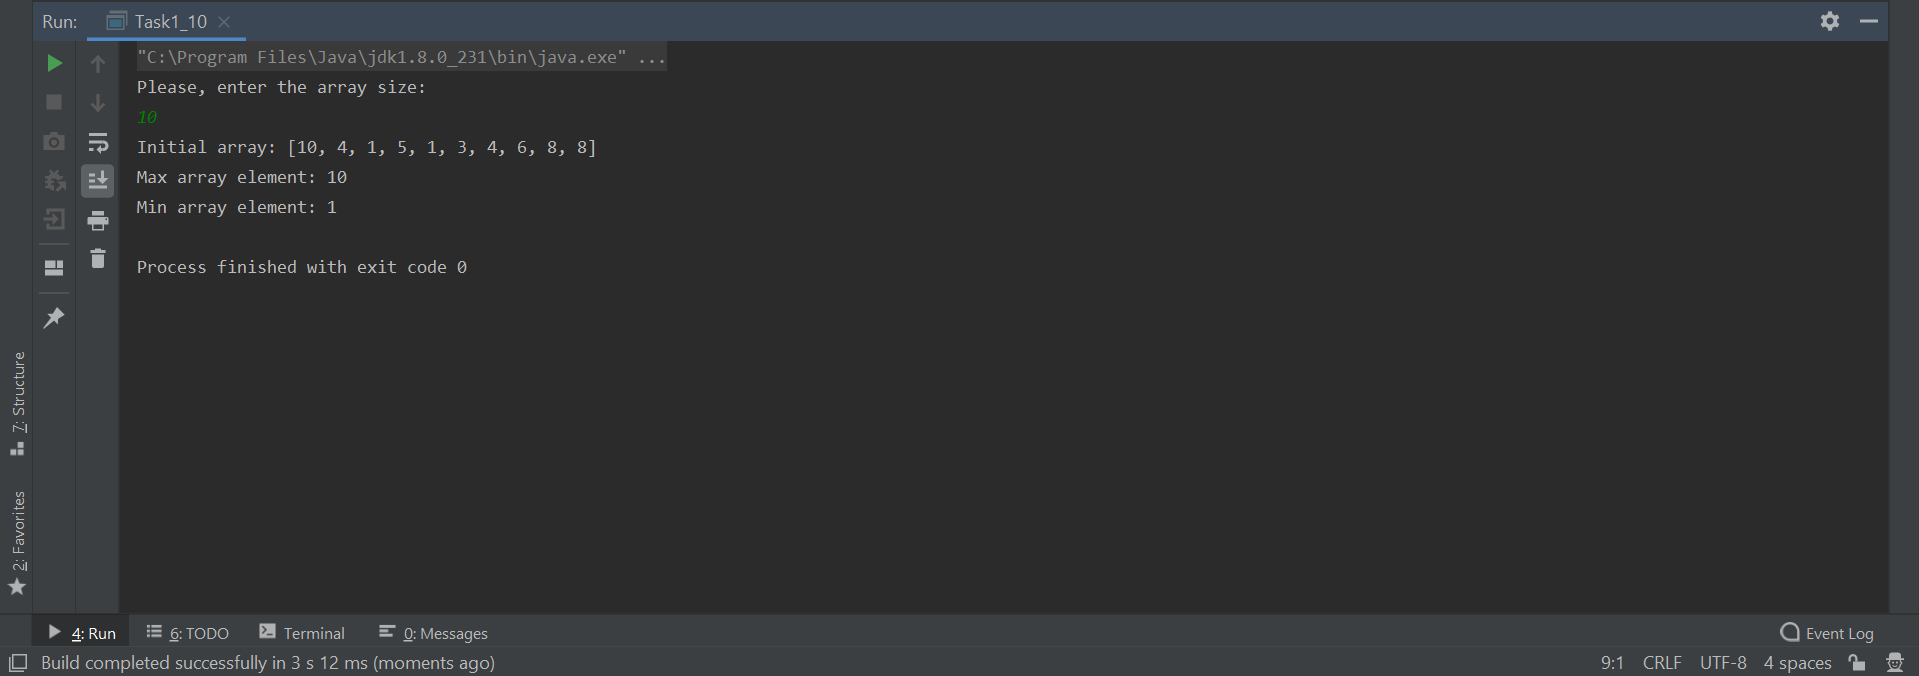 Run: Task1_10
"C:\Program Files\Java\jdk1.8.0_231\bin\java.exe" ...
Please, enter the array size:
10
Initial array: [10, 4, 1, 5, 1, 3, 4, 6, 8, 8]
Max array element: 10
Min array element: 1
Process finished with exit code 0
7: Structure
2: Favorites
4: Run 6: TODO Terminal 0: Messages Event Log
Build completed successfully in 3 s 12 ms (moments ago) 9:1 CRLF UTF-8 4 spaces